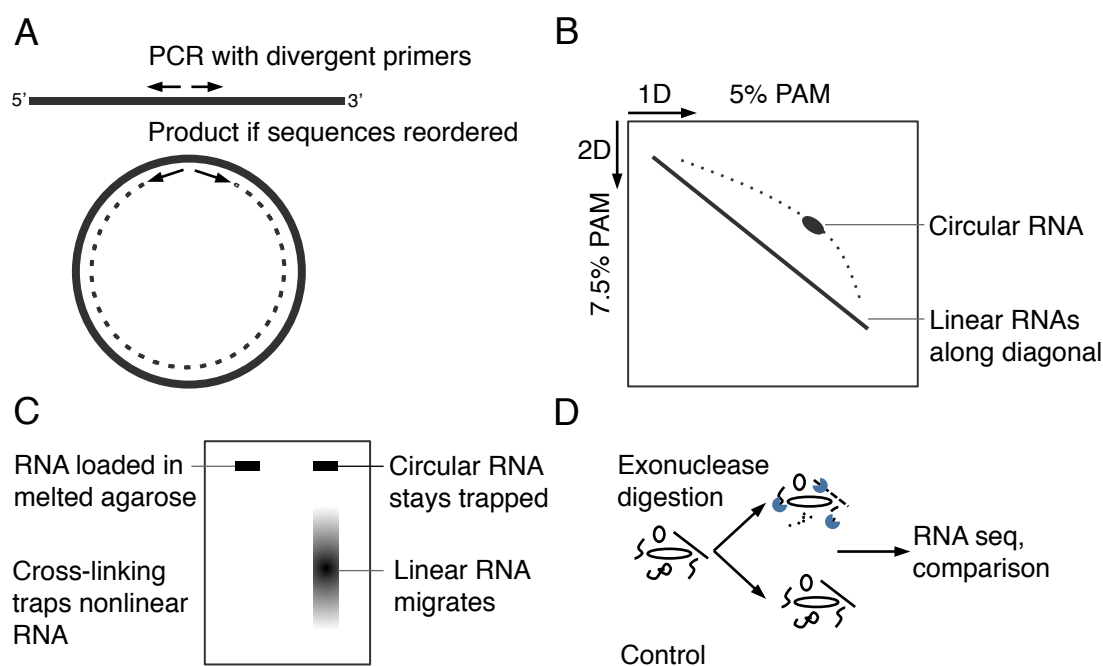 A
PCR with divergent primers
5’
3’
Product if sequences reordered
B
1D
5% PAM
2D
7.5% PAM
Circular RNA
Linear RNAs
along diagonal
C
RNA loaded in
melted agarose
Circular RNA
stays trapped
Cross-linking
traps nonlinear
RNA
Linear RNA
migrates
D
Exonuclease
digestion
RNA seq,
comparison
Control